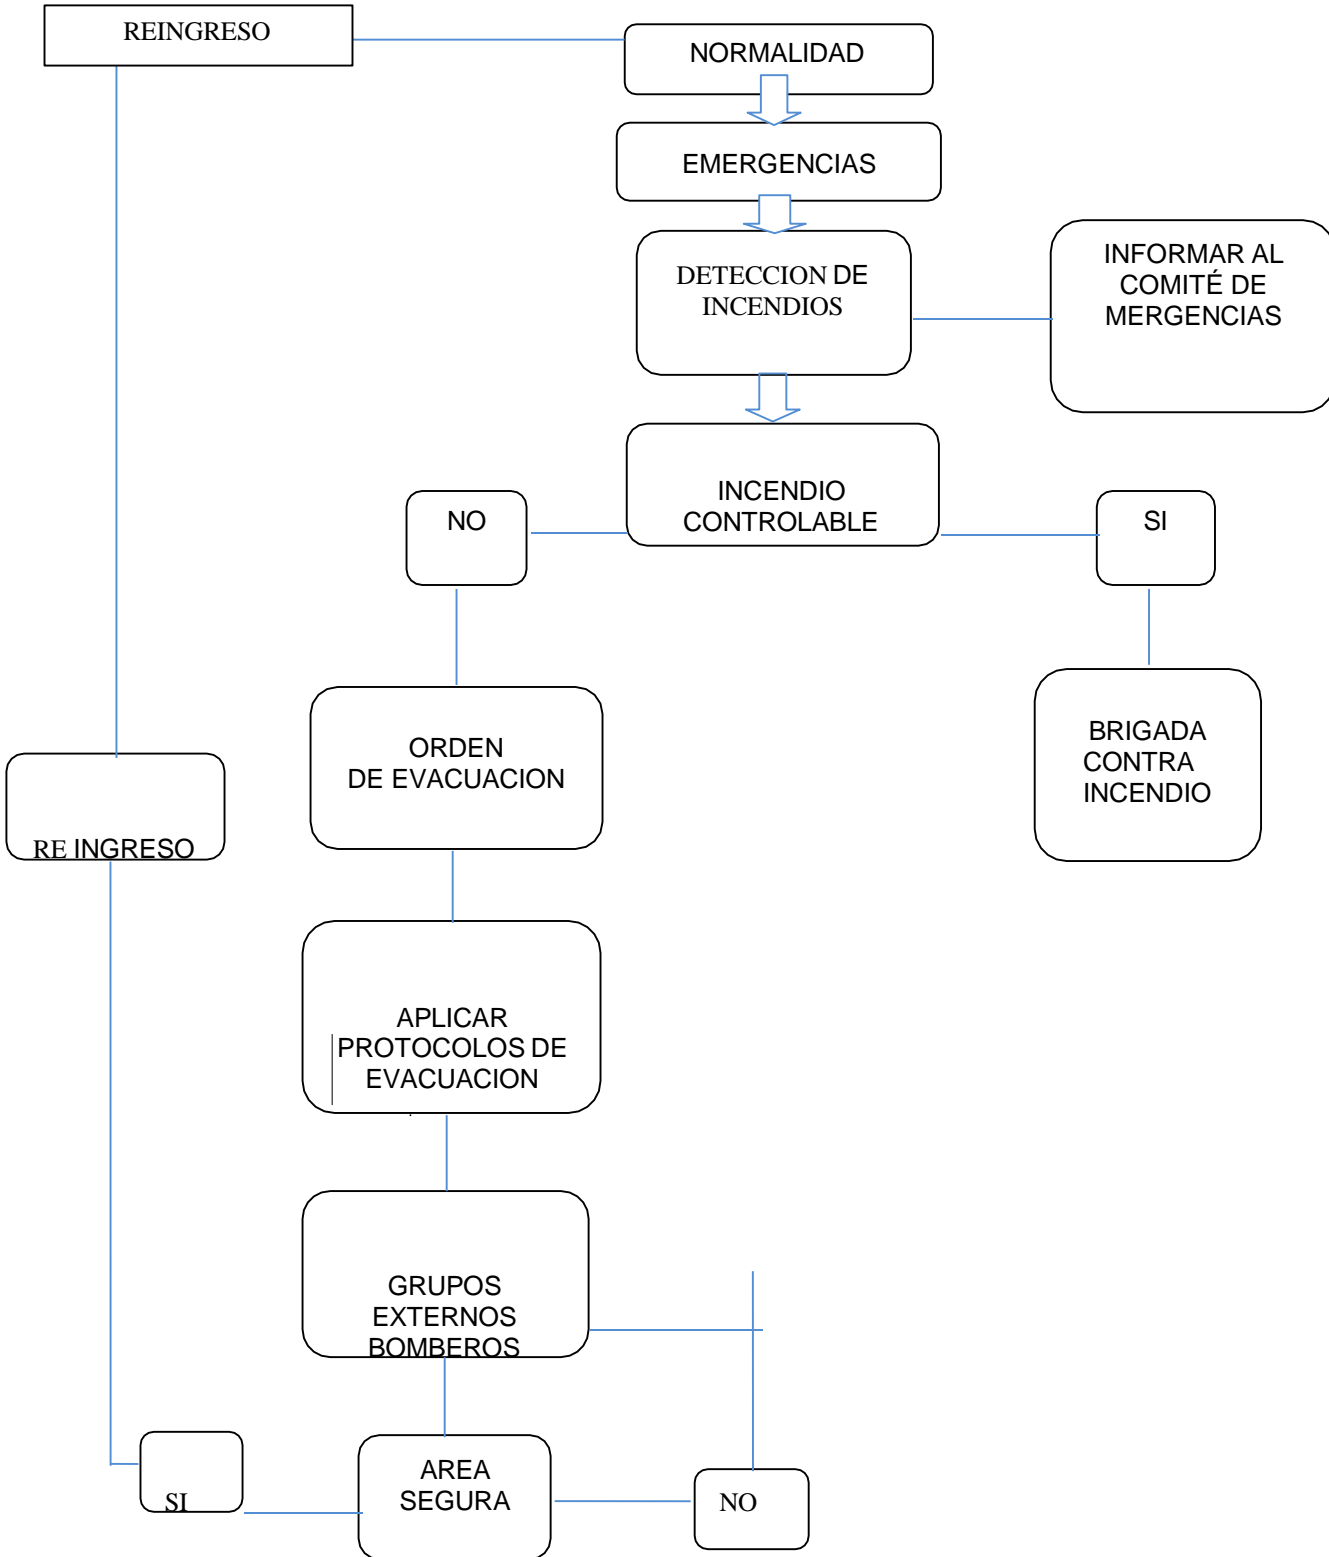 REINGRESO
NORMALIDAD
EMERGENCIAS
DETECCION DE
INCENDIOS
INFORMAR AL
COMITÉ DE
MERGENCIAS
INCENDIO
CONTROLABLE
NO
SI
ORDEN
DE EVACUACION
BRIGADA
CONTRA
INCENDIO
RE INGRESO
APLICAR
PROTOCOLOS DE
EVACUACION
GRUPOS
EXTERNOS
BOMBEROS
AREA
SEGURA
SI
NO